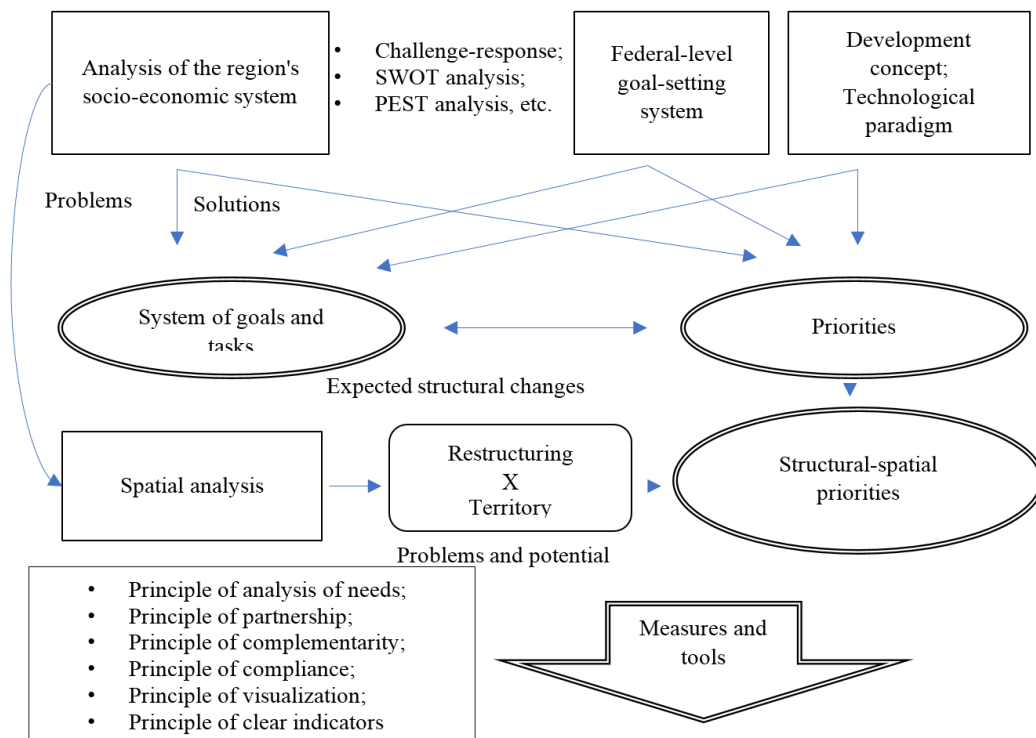 Analysis of the region's
socio-economic system
• Challenge-response;
• SWOT analysis;
• PEST analysis, etc.
Federal-level
goal-setting
system
Development
concept;
Technological
paradigm
Problems
Solutions
System of goals and
tasks
Priorities
Expected structural changes
Spatial analysis
Restructuring
X
Territory
Structural-spatial
priorities
Problems and potential
• Principle of analysis of needs;
• Principle of partnership;
• Principle of complementarity;
• Principle of compliance;
• Principle of visualization;
• Principle of clear indicators
Measures and
tools